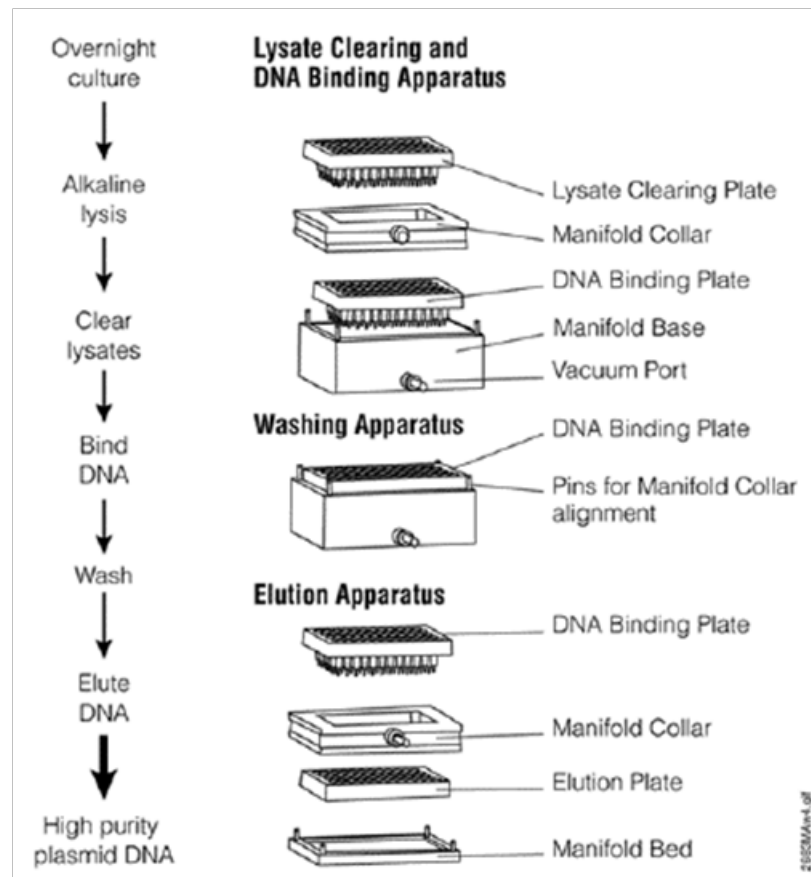 Overnight
culture
Alkaline
lysis
Clear
lysates
Bind
DNA
Wash
Elute
DNA
High purity
plasmid DNA
Lysate Clearing and
DNA Binding Apparatus
Lysate Clearing Plate
Manifold Collar
DNA Binding Plate
Manifold Base
Vacuum Port
Washing Apparatus
DNA Binding Plate
Pins for Manifold Collar
alignment
Elution Apparatus
DNA Binding Plate
Manifold Collar
Elution Plate
Manifold Bed